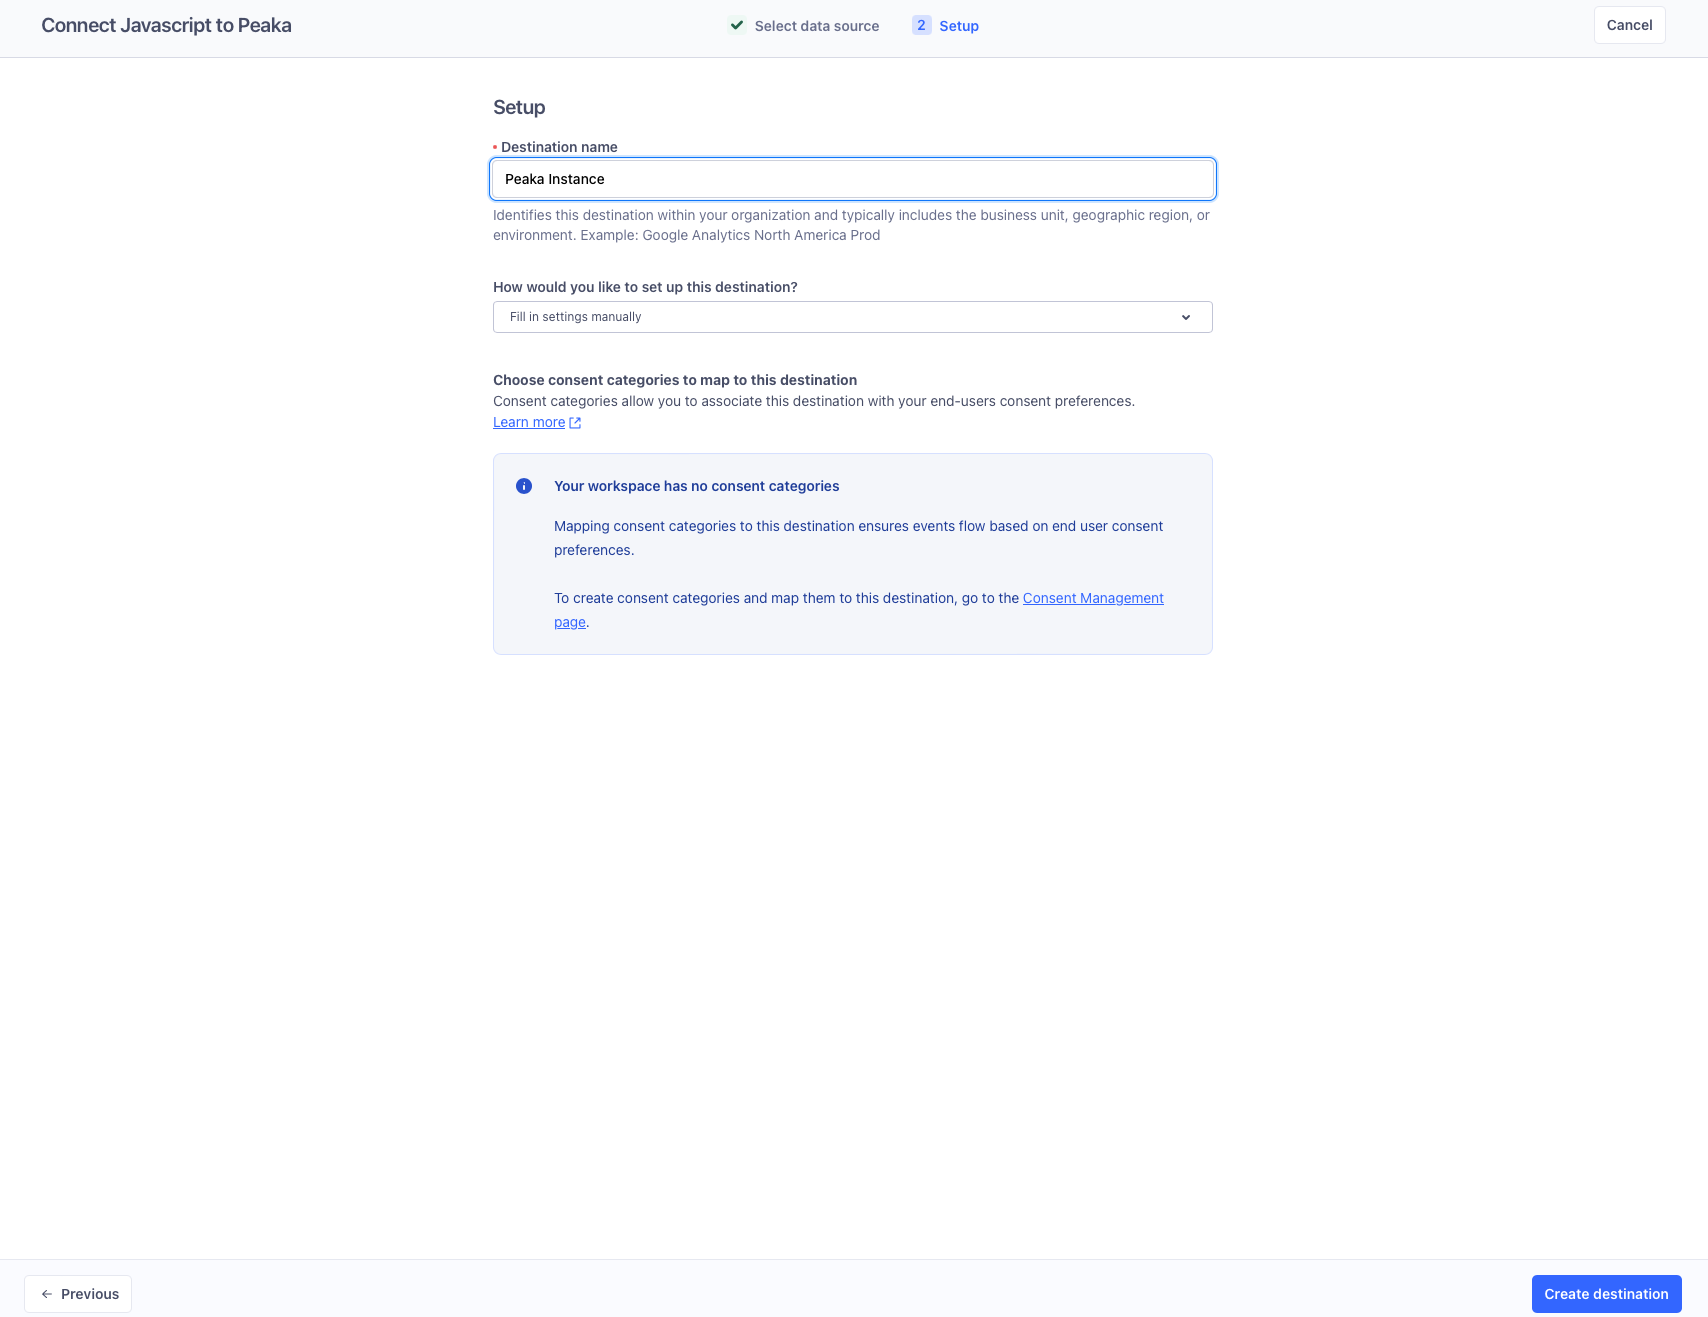 Connect Javascript to Peaka
Select data source
2 Setup
Cancel
Setup
• Destination name
Peaka Instance
Identifies this destination within your organization and typically includes the business unit, geographic region, or
environment. Example: Google Analytics North America Prod
How would you like to set up this destination?
Fill in settings manually
Choose consent categories to map to this destination
Consent categories allow you to associate this destination with your end-users consent preferences.
Learn more
Your workspace has no consent categories
Mapping consent categories to this destination ensures events flow based on end user consent
preferences.
To create consent categories and map them to this destination, go to the Consent Management
page.
Previous
Create destination